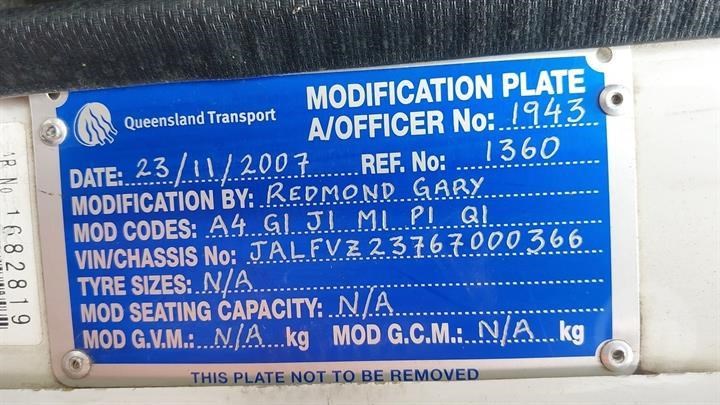 Queensland Transport
MODIFICATION PLATE
A/OFFICER No: 1943
DATE: 23/11/2007 REF. No: 1360
MODIFICATION BY: REDMOND GARY
MOD CODES: A4 G1 J1 M1 P1 Q1
VIN/CHASSIS No: JALFVZ23767000366
TYRE SIZES: N/A
MOD SEATING CAPACITY: N/A
MOD G.V.M.: N/A kg MOD G.C.M.: N/A kg
THIS PLATE NOT TO BE REMOVED
1682819